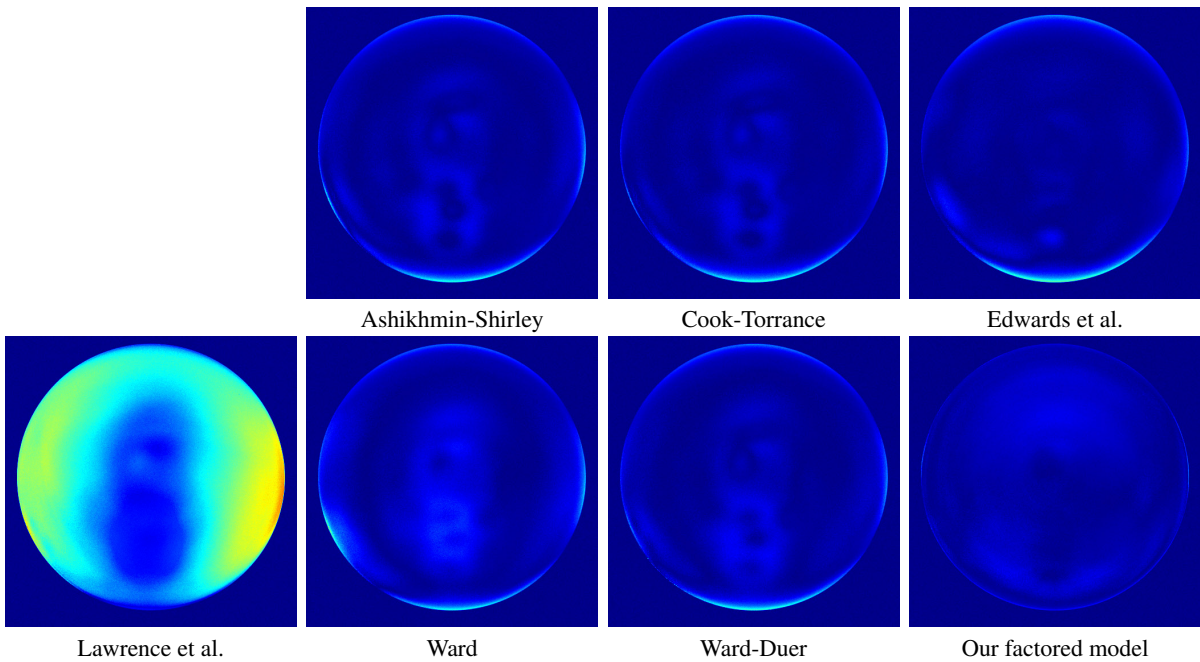 Ashikhmin-Shirley
Cook-Torrance
Edwards et al.
Lawrence et al.
Ward
Ward-Duer
Our factored model